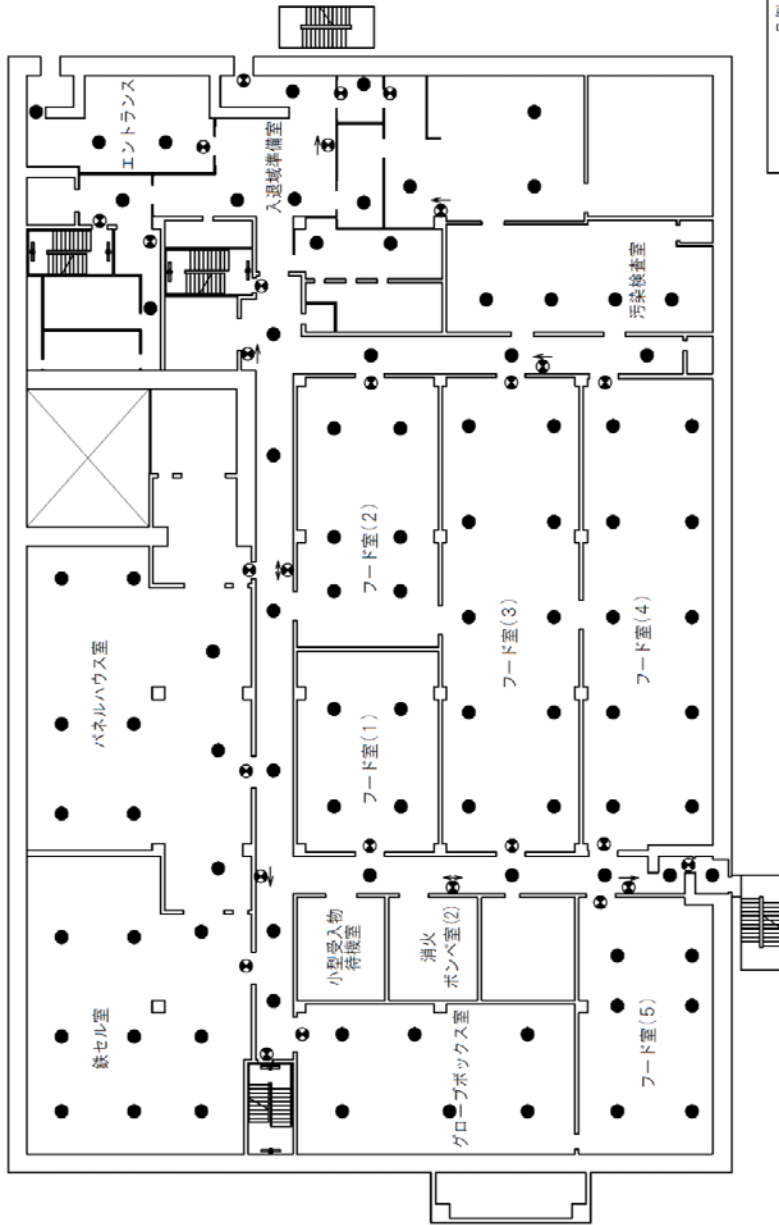 エントランス
入退域準備室
汚染検査室
パネルハウス室
フード室(2)
フード室(1)
フード室(3)
フード室(4)
鉄セル室
小型受入物
待機室
消火
ボンベ室(2)
グローブボックス室
フード室(5)